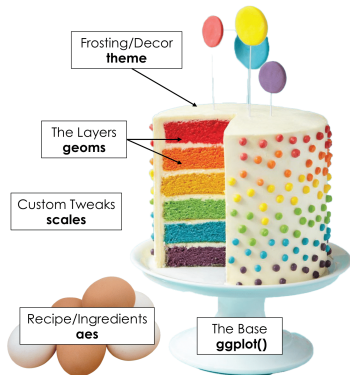 Frosting/Decor
theme
The Layers
geoms
Custom Tweaks
scales
Recipe/Ingredients
aes
The Base
ggplot()